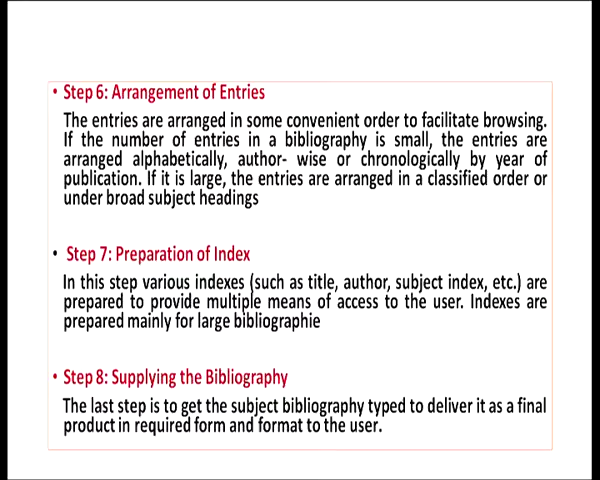 • Step 6: Arrangement of Entries
The entries are arranged in some convenient order to facilitate browsing.
If the number of entries in a bibliography is small, the entries are
arranged alphabetically, author- wise or chronologically by year of
publication. If it is large, the entries are arranged in a classified order or
under broad subject headings
• Step 7: Preparation of Index
In this step various indexes (such as title, author, subject index, etc.) are
prepared to provide multiple means of access to the user. Indexes are
prepared mainly for large bibliographie
• Step 8: Supplying the Bibliography
The last step is to get the subject bibliography typed to deliver it as a final
product in required form and format to the user.